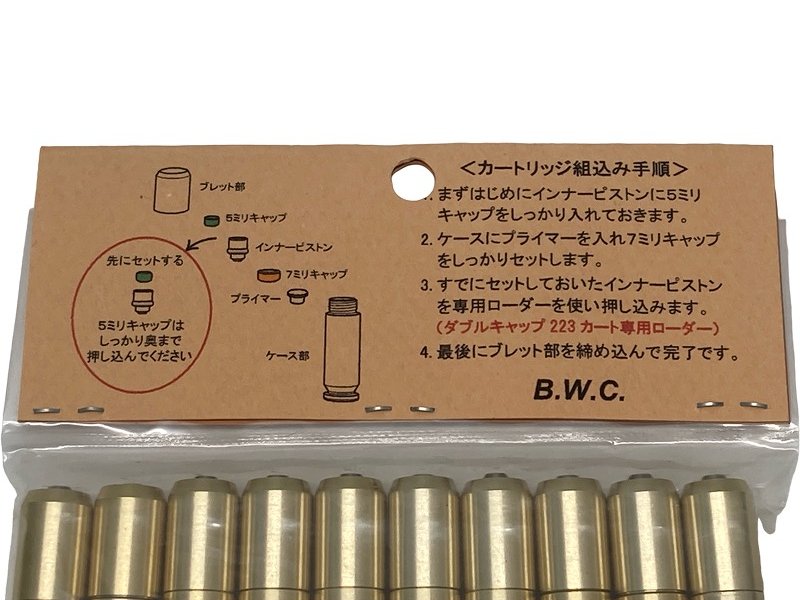 ブレット部
5ミリキャップ
インナーピストン
7ミリキャップ
プライマー
ケース部
先にセットする
5ミリキャップは
しっかり奥まで
押し込んでください
<カートリッジ組込み手順>
1. まずはじめにインナーピストンに5ミリ
キャップをしっかり入れておきます。
2. ケースにプライマーを入れ7ミリキャップ
をしっかりセットします。
3. すでにセットしておいたインナーピストン
を専用ローダーを使い押し込みます。
(ダブルキャップ 223 カート専用ローダー)
4. 最後にブレット部を締め込んで完了です。
B.W.C.